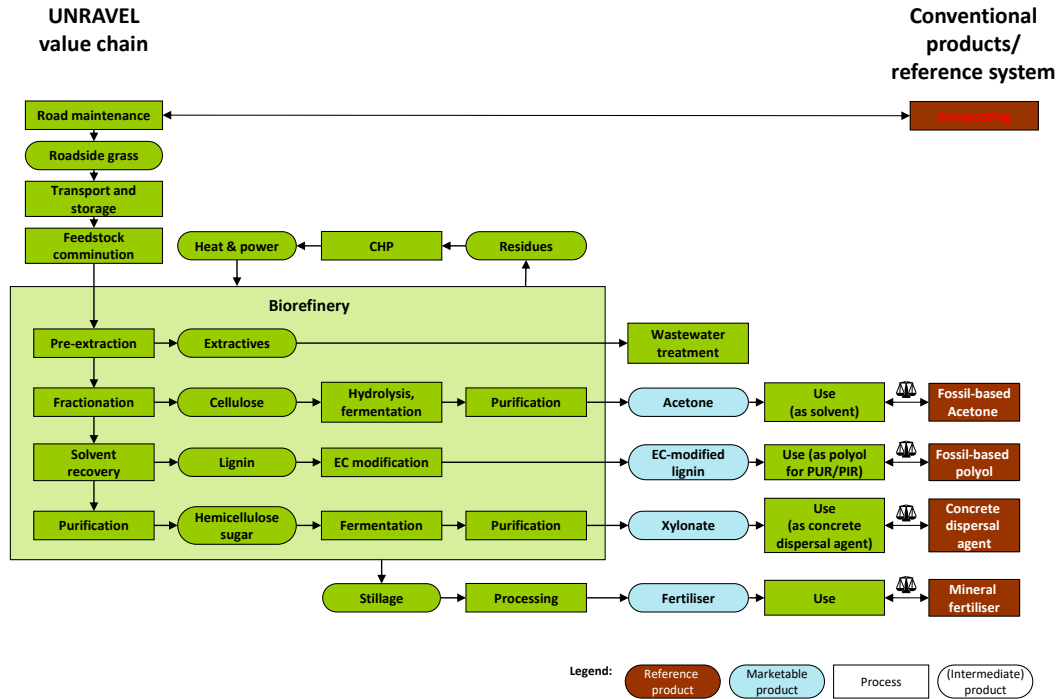 UNRAVEL
value chain
Conventional
products/
reference system
Road maintenance
Composting
Roadside grass
Transport and
storage
Feedstock
comminution
Heat & power
CHP
Residues
Biorefinery
Pre-extraction
Extractives
Wastewater
treatment
Fractionation
Cellulose
Hydrolysis,
fermentation
Purification
Acetone
Use
(as solvent)
Fossil-based
Acetone
Solvent
recovery
Lignin
EC modification
EC-modified
lignin
Use (as polyol
for PUR/PIR)
Fossil-based
polyol
Purification
Hemicellulose
sugar
Fermentation
Purification
Xylonate
Use
(as concrete
dispersal agent)
Concrete
dispersal
agent
Stillage
Processing
Fertiliser
Use
Mineral
fertiliser
Legend:
Reference
product
Marketable
product
Process
(Intermediate)
product